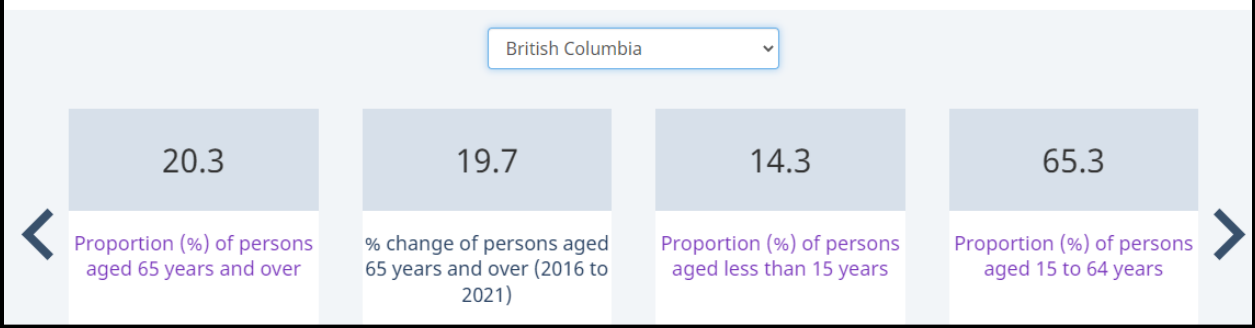 British Columbia
20.3
Proportion (%) of persons
aged 65 years and over
19.7
% change of persons aged
65 years and over (2016 to
2021)
14.3
Proportion (%) of persons
aged less than 15 years
65.3
Proportion (%) of persons
aged 15 to 64 years